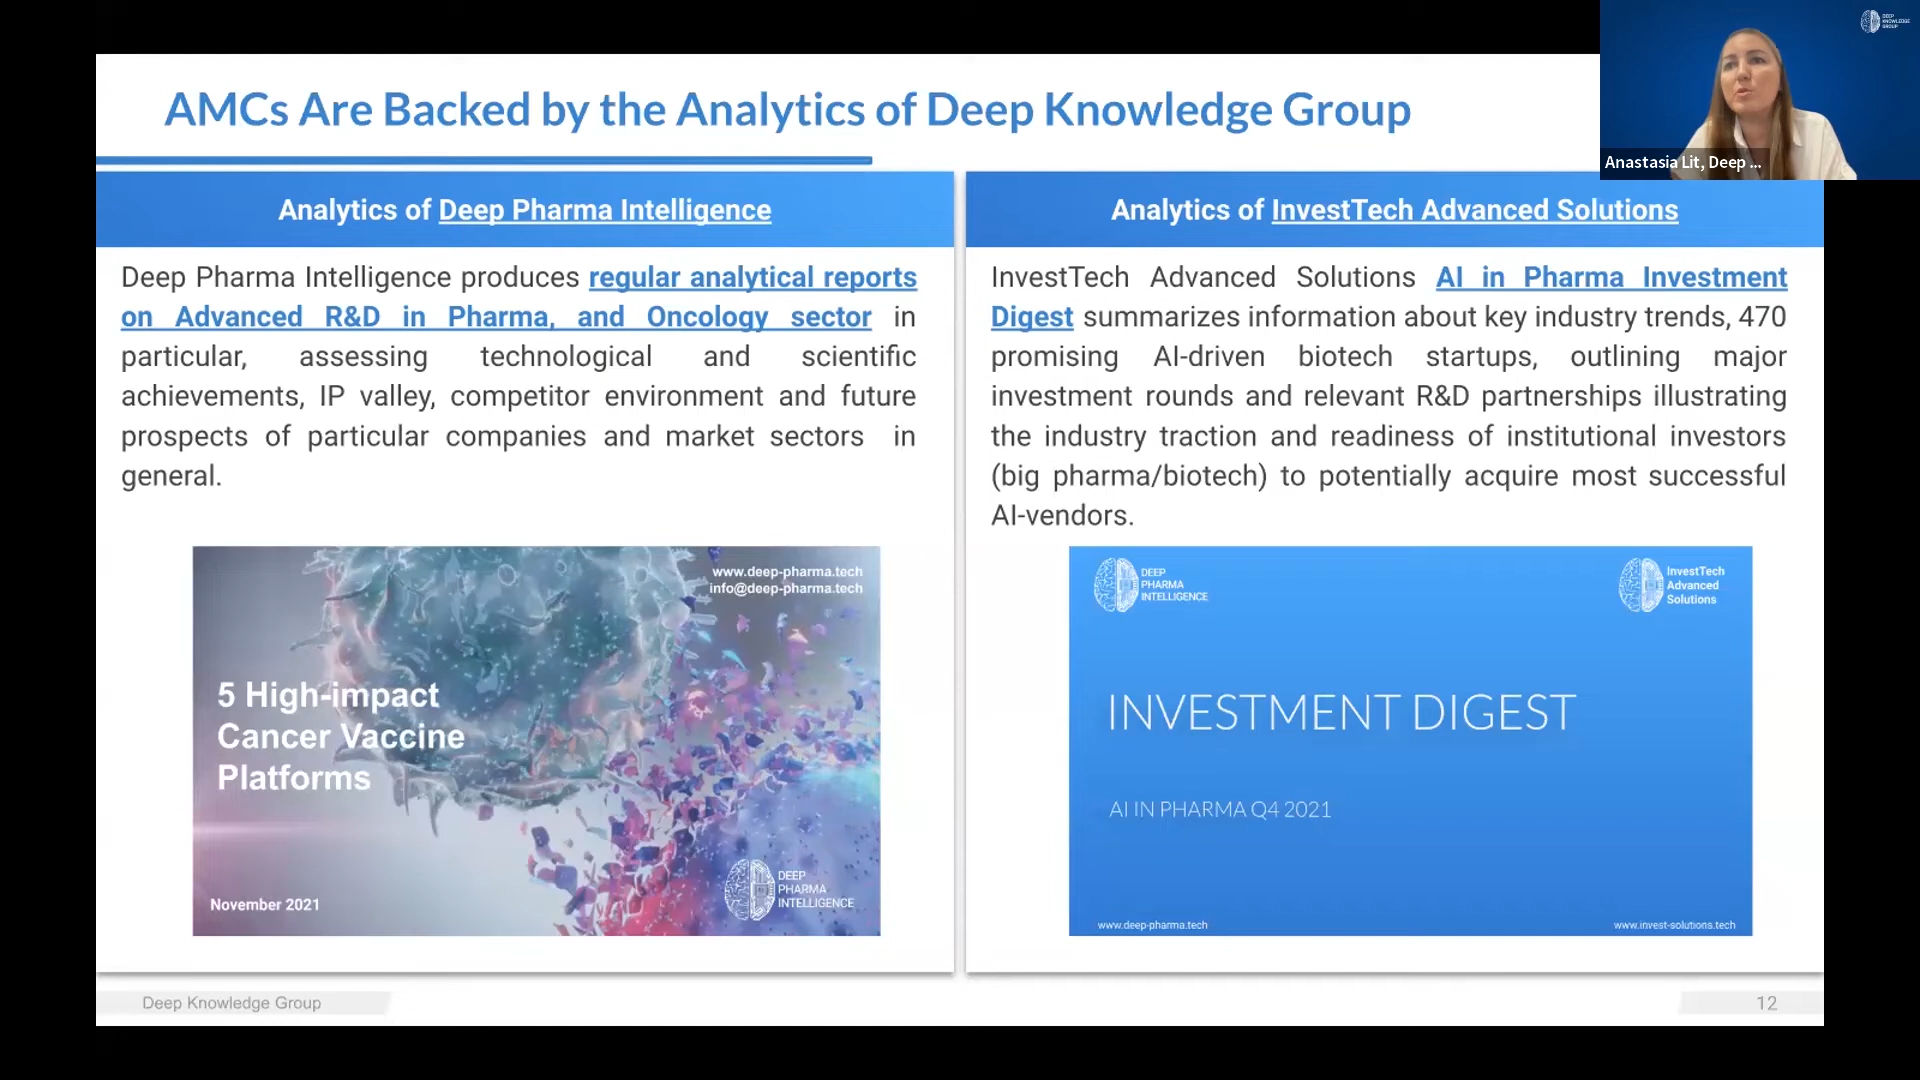 AMCs Are Backed by the Analytics of Deep Knowledge Group
DEEP
KNOWLEDGE
GROUP
Anastasia Lit, Deep ...
Analytics of Deep Pharma Intelligence
Deep Pharma Intelligence produces regular analytical reports
on Advanced R&D in Pharma, and Oncology sector in
particular, assessing technological and scientific
achievements, IP valley, competitor environment and future
prospects of particular companies and market sectors in
general.
www.deep-pharma.tech
info@deep-pharma.tech
5 High-impact
Cancer Vaccine
Platforms
November 2021
DEEP
PHARMA
INTELLIGENCE
Analytics of InvestTech Advanced Solutions
InvestTech Advanced Solutions AI in Pharma Investment
Digest summarizes information about key industry trends, 470
promising AI-driven biotech startups, outlining major
investment rounds and relevant R&D partnerships illustrating
the industry traction and readiness of institutional investors
(big pharma/biotech) to potentially acquire most successful
AI-vendors.
DEEP
PHARMA
INTELLIGENCE
InvestTech
Advanced
Solutions
INVESTMENT DIGEST
AI IN PHARMA Q4 2021
www.deep-pharma.tech
www.invest-solutions.tech
Deep Knowledge Group
12